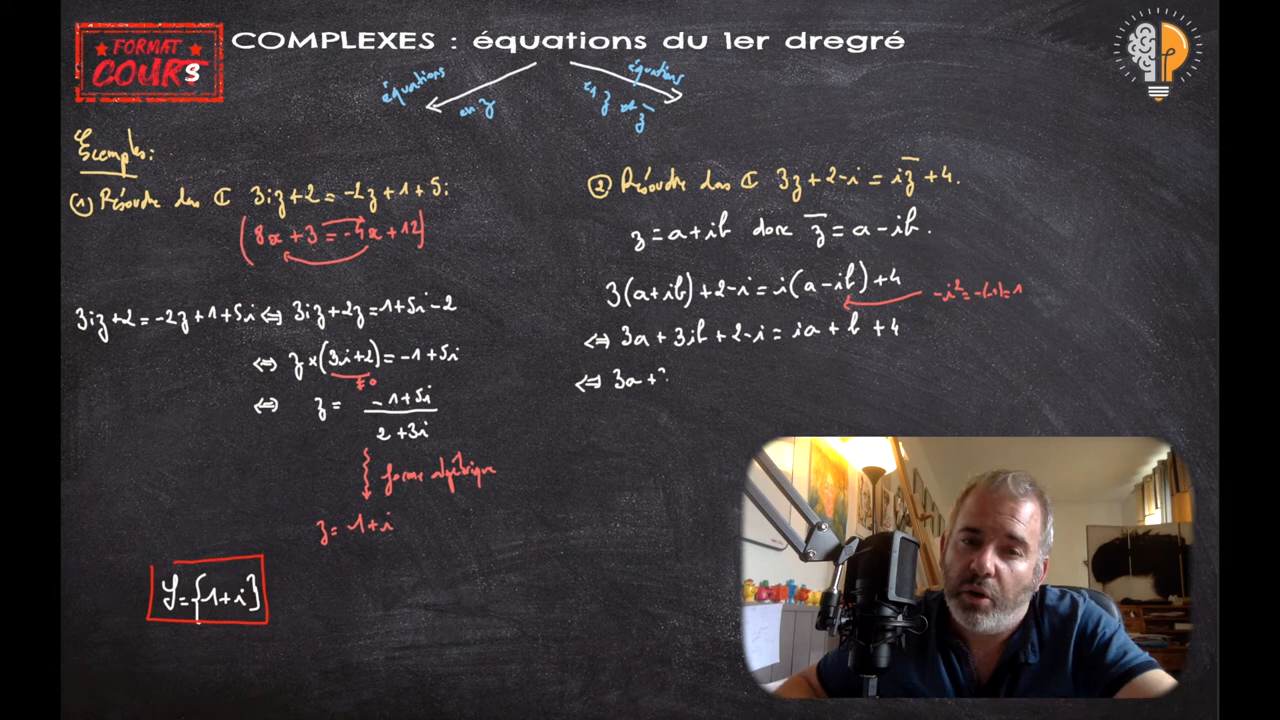 FORMAT
COURS
COMPLEXES : équations du 1er dregré
équations
en z
équations
en z et z̅
Exemples:
① Résoudre dans ℂ 3iz+2=-2z+1+5i
(8x+3=-4x+12)
3iz+2=-2z+1+5i⇔ 3iz+2z=1+5i-2
⇔ z×(3i+2)=-1+5i
≠0
⇔ z= -1+5i
2+3i
forme algébrique
z= 1+i
𝒮={1+i}
② Résoudre dans ℂ 3z+2-i=iz̅+4.
z=a+ib donc z̅=a-ib.
3(a+ib)+2-i=i(a-ib)+4
-i²=-(-1)=1
⇔ 3a+3ib+2-i=ia+b+4
⇔ 3a+